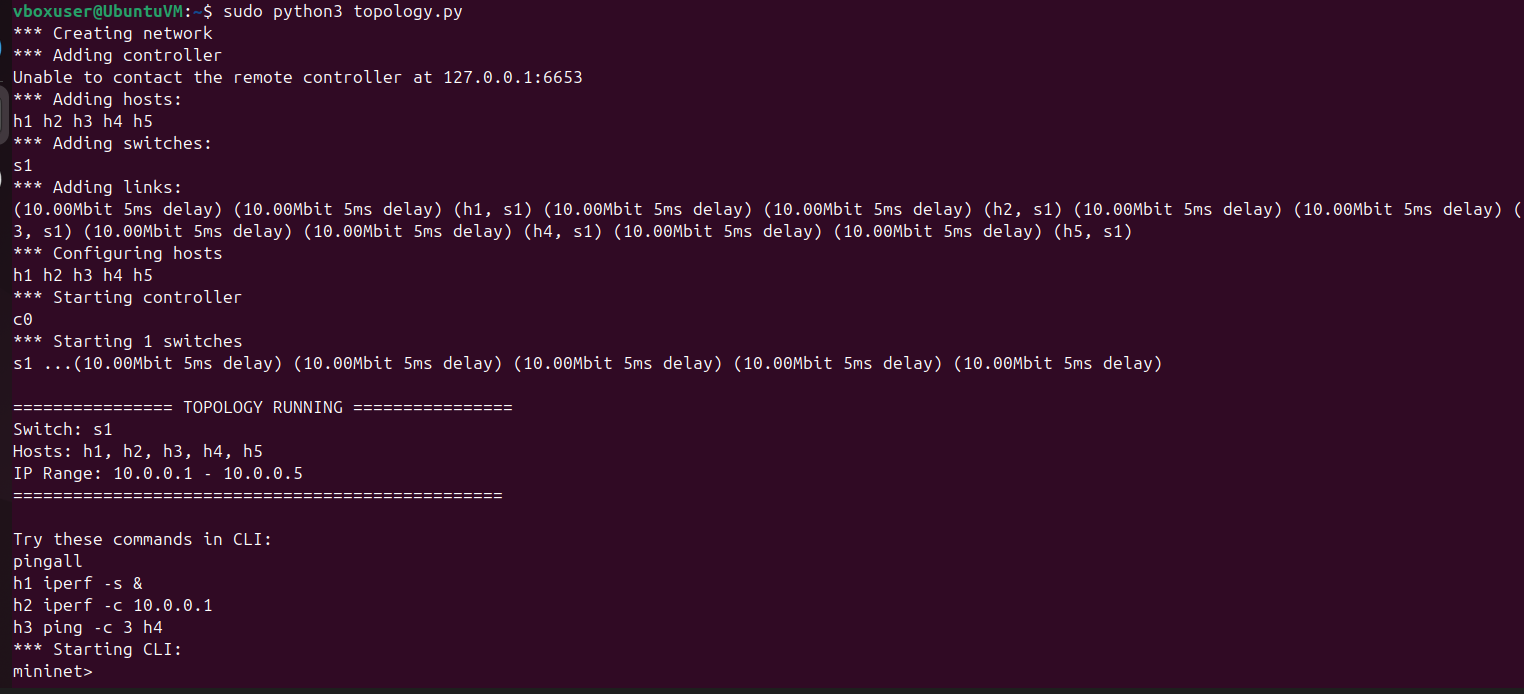 vboxuser@UbuntuVM:~$ sudo python3 topology.py
*** Creating network
*** Adding controller
Unable to contact the remote controller at 127.0.0.1:6653
*** Adding hosts:
h1 h2 h3 h4 h5
*** Adding switches:
s1
*** Adding links:
(10.00Mbit 5ms delay) (10.00Mbit 5ms delay) (h1, s1) (10.00Mbit 5ms delay) (10.00Mbit 5ms delay) (h2, s1) (10.00Mbit 5ms delay) (10.00Mbit 5ms delay) (
3, s1) (10.00Mbit 5ms delay) (10.00Mbit 5ms delay) (h4, s1) (10.00Mbit 5ms delay) (10.00Mbit 5ms delay) (h5, s1)
*** Configuring hosts
h1 h2 h3 h4 h5
*** Starting controller
c0
*** Starting 1 switches
s1 ...(10.00Mbit 5ms delay) (10.00Mbit 5ms delay) (10.00Mbit 5ms delay) (10.00Mbit 5ms delay) (10.00Mbit 5ms delay)
================ TOPOLOGY RUNNING ================
Switch: s1
Hosts: h1, h2, h3, h4, h5
IP Range: 10.0.0.1 - 10.0.0.5
=================================================
Try these commands in CLI:
pingall
h1 iperf -s &
h2 iperf -c 10.0.0.1
h3 ping -c 3 h4
*** Starting CLI:
mininet>